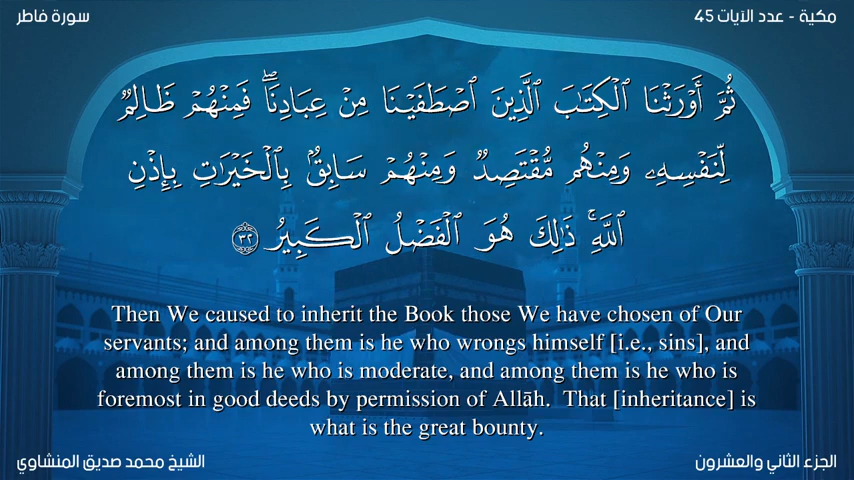 مكية - عدد الآيات 45
سورة فاطر
ثُمَّ أَوْرَثْنَا ٱلْكِتَـٰبَ ٱلَّذِينَ ٱصْطَفَيْنَا مِنْ عِبَادِنَاۖ فَمِنْهُمْ ظَالِمٌ
لِّنَفْسِهِۦ وَمِنْهُم مُّقْتَصِدٌ وَمِنْهُمْ سَابِقٌۢ بِٱلْخَيْرَٰتِ بِإِذْنِ
ٱللَّهِۚ ذَٰلِكَ هُوَ ٱلْفَضْلُ ٱلْكَبِيرُ ٣٢
Then We caused to inherit the Book those We have chosen of Our
servants; and among them is he who wrongs himself [i.e., sins], and
among them is he who is moderate, and among them is he who is
foremost in good deeds by permission of Allāh.  That [inheritance] is
what is the great bounty.
الجزء الثاني والعشرون
الشيخ محمد صديق المنشاوي